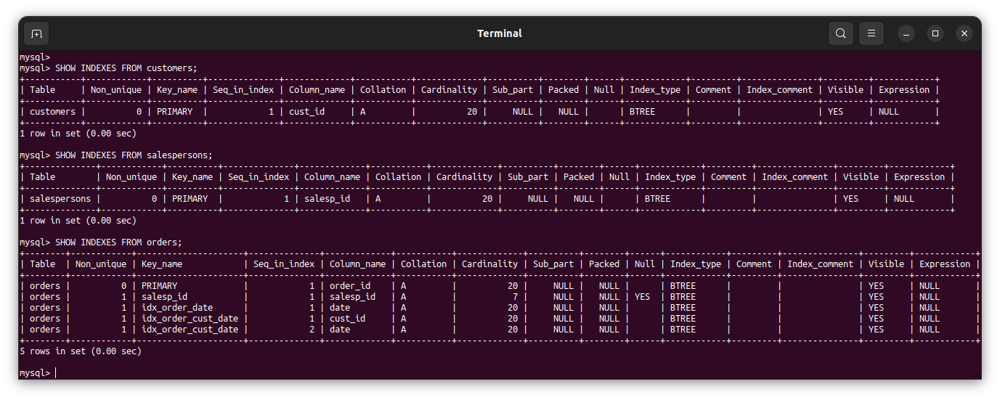 Terminal
mysql>
mysql> SHOW INDEXES FROM customers;
+-----------+------------+----------+--------------+-------------+-----------+-------------+----------+--------+------+------------+---------+---------------+---------+------------+
| Table     | Non_unique | Key_name | Seq_in_index | Column_name | Collation | Cardinality | Sub_part | Packed | Null | Index_type | Comment | Index_comment | Visible | Expression |
+-----------+------------+----------+--------------+-------------+-----------+-------------+----------+--------+------+------------+---------+---------------+---------+------------+
| customers |          0 | PRIMARY  |            1 | cust_id     | A         |          20 |     NULL |   NULL |      | BTREE      |         |               | YES     | NULL       |
+-----------+------------+----------+--------------+-------------+-----------+-------------+----------+--------+------+------------+---------+---------------+---------+------------+
1 row in set (0.00 sec)
mysql> SHOW INDEXES FROM salespersons;
+--------------+------------+----------+--------------+-------------+-----------+-------------+----------+--------+------+------------+---------+---------------+---------+------------+
| Table        | Non_unique | Key_name | Seq_in_index | Column_name | Collation | Cardinality | Sub_part | Packed | Null | Index_type | Comment | Index_comment | Visible | Expression |
+--------------+------------+----------+--------------+-------------+-----------+-------------+----------+--------+------+------------+---------+---------------+---------+------------+
| salespersons |          0 | PRIMARY  |            1 | salesp_id   | A         |          20 |     NULL |   NULL |      | BTREE      |         |               | YES     | NULL       |
+--------------+------------+----------+--------------+-------------+-----------+-------------+----------+--------+------+------------+---------+---------------+---------+------------+
1 row in set (0.00 sec)
mysql> SHOW INDEXES FROM orders;
+--------+------------+---------------------+--------------+-------------+-----------+-------------+----------+--------+------+------------+---------+---------------+---------+------------+
| Table  | Non_unique | Key_name            | Seq_in_index | Column_name | Collation | Cardinality | Sub_part | Packed | Null | Index_type | Comment | Index_comment | Visible | Expression |
+--------+------------+---------------------+--------------+-------------+-----------+-------------+----------+--------+------+------------+---------+---------------+---------+------------+
| orders |          0 | PRIMARY             |            1 | order_id    | A         |          20 |     NULL |   NULL |      | BTREE      |         |               | YES     | NULL       |
| orders |          1 | salesp_id           |            1 | salesp_id   | A         |           7 |     NULL |   NULL | YES  | BTREE      |         |               | YES     | NULL       |
| orders |          1 | idx_order_date      |            1 | date        | A         |          20 |     NULL |   NULL |      | BTREE      |         |               | YES     | NULL       |
| orders |          1 | idx_order_cust_date |            1 | cust_id     | A         |          20 |     NULL |   NULL |      | BTREE      |         |               | YES     | NULL       |
| orders |          1 | idx_order_cust_date |            2 | date        | A         |          20 |     NULL |   NULL |      | BTREE      |         |               | YES     | NULL       |
+--------+------------+---------------------+--------------+-------------+-----------+-------------+----------+--------+------+------------+---------+---------------+---------+------------+
5 rows in set (0.00 sec)
mysql>